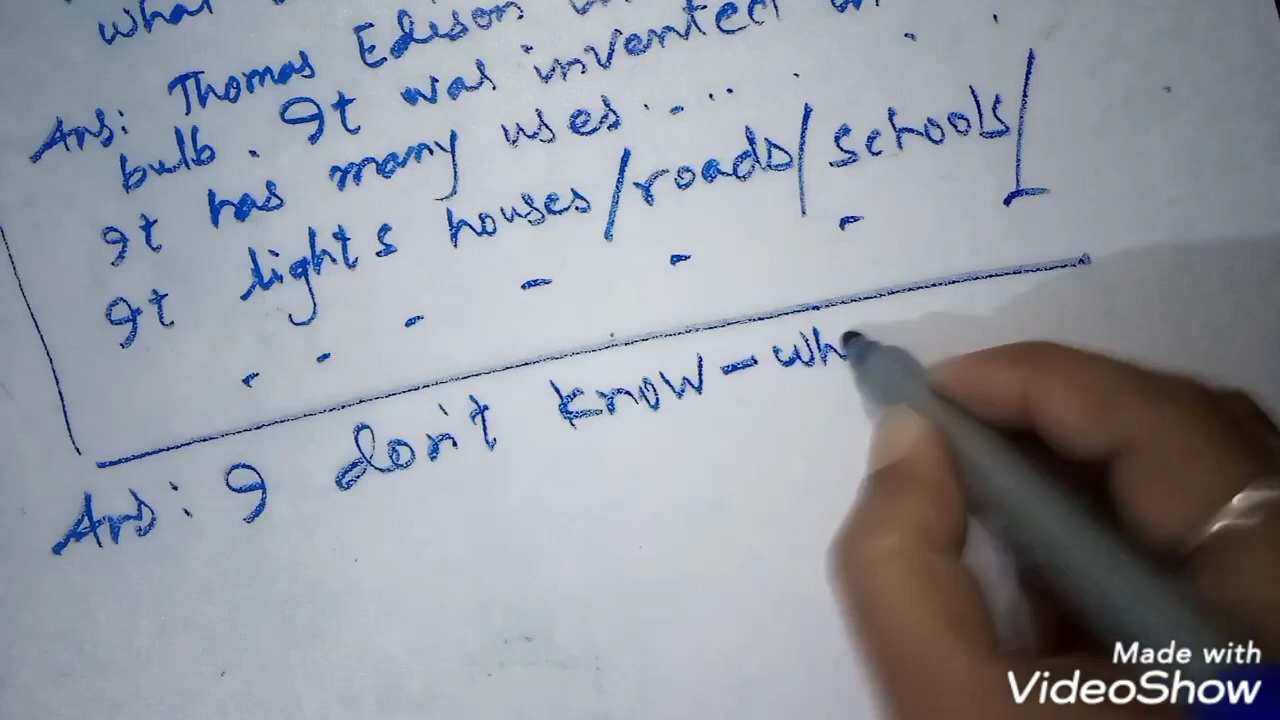 what
Ans: Thomas Edison
bulb. It was invented
It has many uses....
It lights houses/roads/schools/
Ans: I don't know - wh
Made with
VideoShow